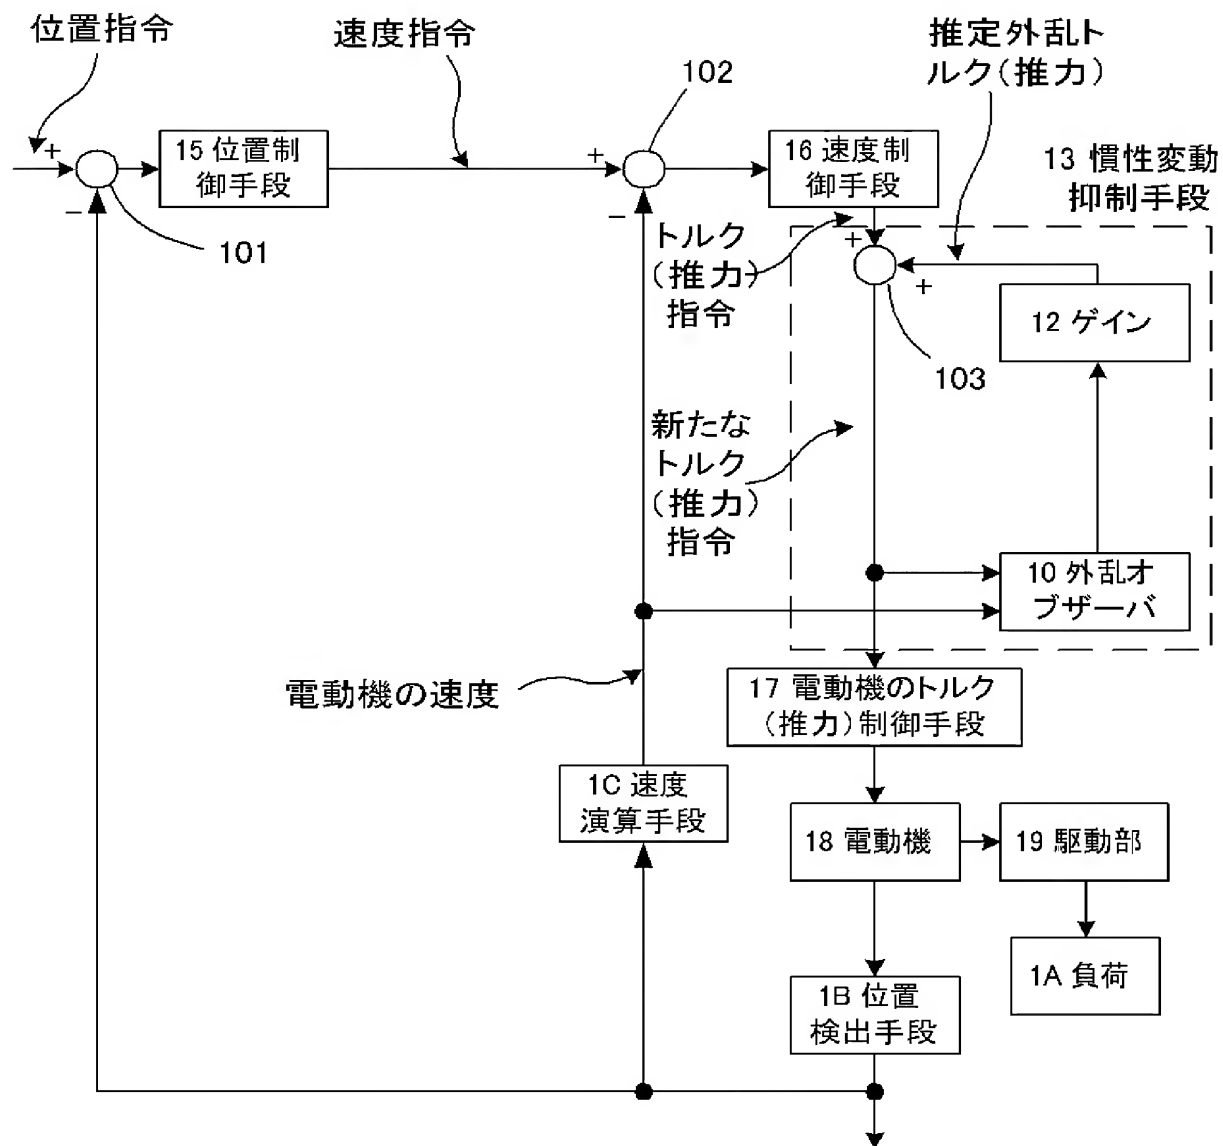 位置指令
速度指令
推定外乱ト
ルク(推力)
102
+
15 位置制
御手段
+
16 速度制
御手段
13 慣性変動
抑制手段
−
101
−
トルク
(推力)
指令
+
+
12 ゲイン
103
新たな
トルク
(推力)
指令
10 外乱オ
ブザーバ
電動機の速度
17 電動機のトルク
(推力)制御手段
1C 速度
演算手段
18 電動機
19 駆動部
1A 負荷
1B 位置
検出手段